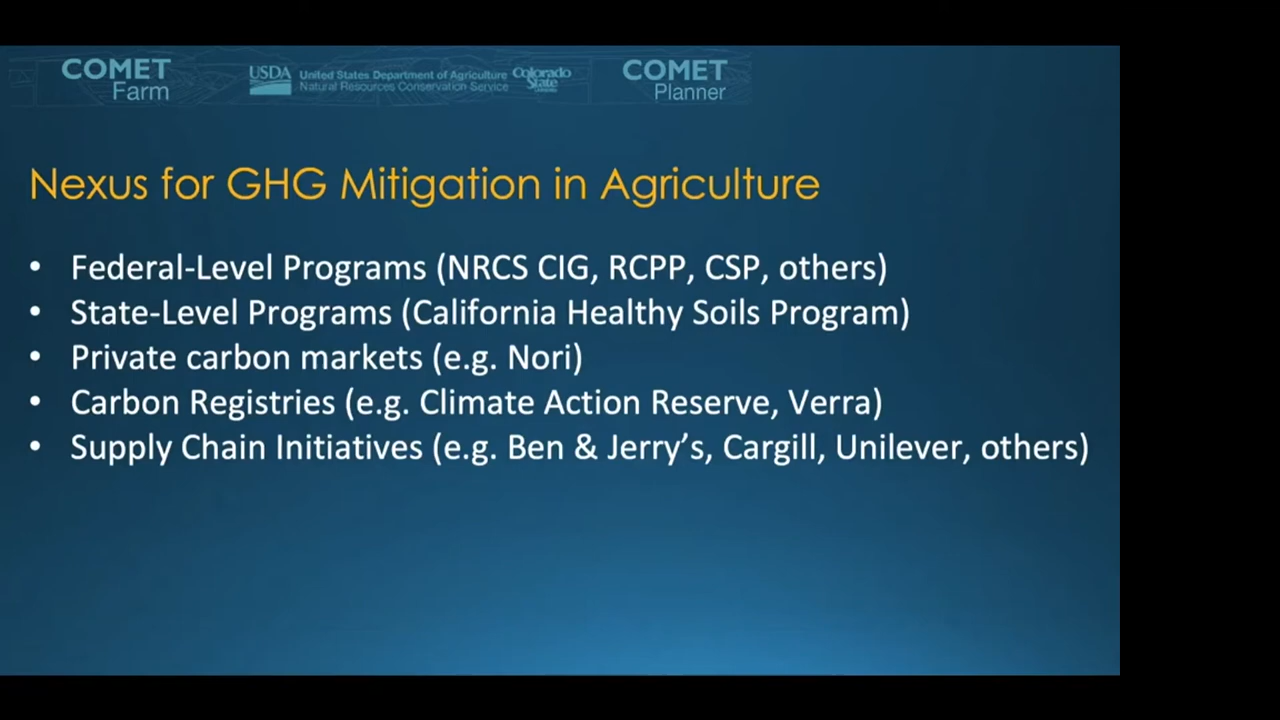 COMET Farm
USDA United States Department of Agriculture
Natural Resources Conservation Service
Colorado State
COMET Planner
Nexus for GHG Mitigation in Agriculture
• Federal-Level Programs (NRCS CIG, RCPP, CSP, others)
• State-Level Programs (California Healthy Soils Program)
• Private carbon markets (e.g. Nori)
• Carbon Registries (e.g. Climate Action Reserve, Verra)
• Supply Chain Initiatives (e.g. Ben & Jerry’s, Cargill, Unilever, others)